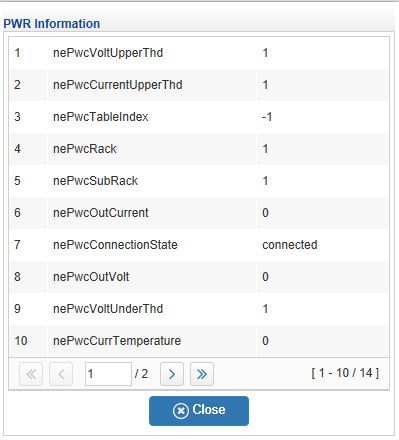 PWR Information
1 nePwcVoltUpperThd 1
2 nePwcCurrentUpperThd 1
3 nePwcTableIndex -1
4 nePwcRack 1
5 nePwcSubRack 1
6 nePwcOutCurrent 0
7 nePwcConnectionState connected
8 nePwcOutVolt 0
9 nePwcVoltUnderThd 1
10 nePwcCurrTemperature 0
1 / 2 [ 1 - 10 / 14 ]
Close